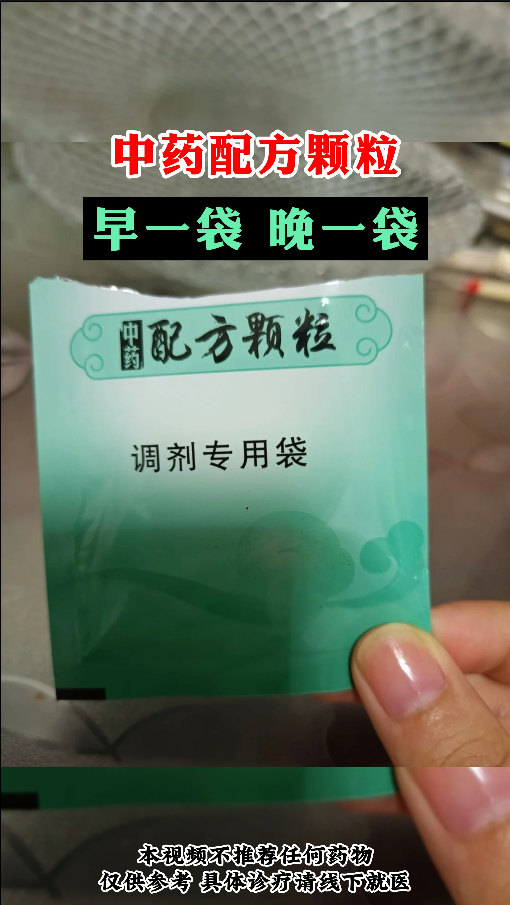 中药配方颗粒
早一袋 晚一袋
中药配方颗粒
调剂专用袋
本视频不推荐任何药物
仅供参考 具体诊疗请线下就医